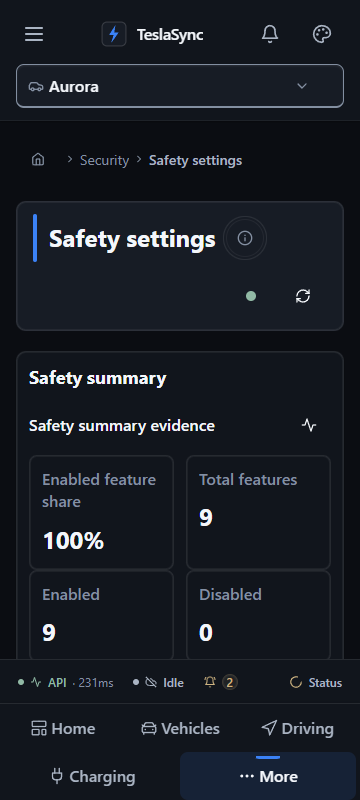 TeslaSync
Aurora
Security
Safety settings
Safety settings
Safety summary
Safety summary evidence
Enabled feature share
100%
Total features
9
Enabled
9
Disabled
0
API · 231ms
Idle
2
Status
Home
Vehicles
Driving
Charging
More